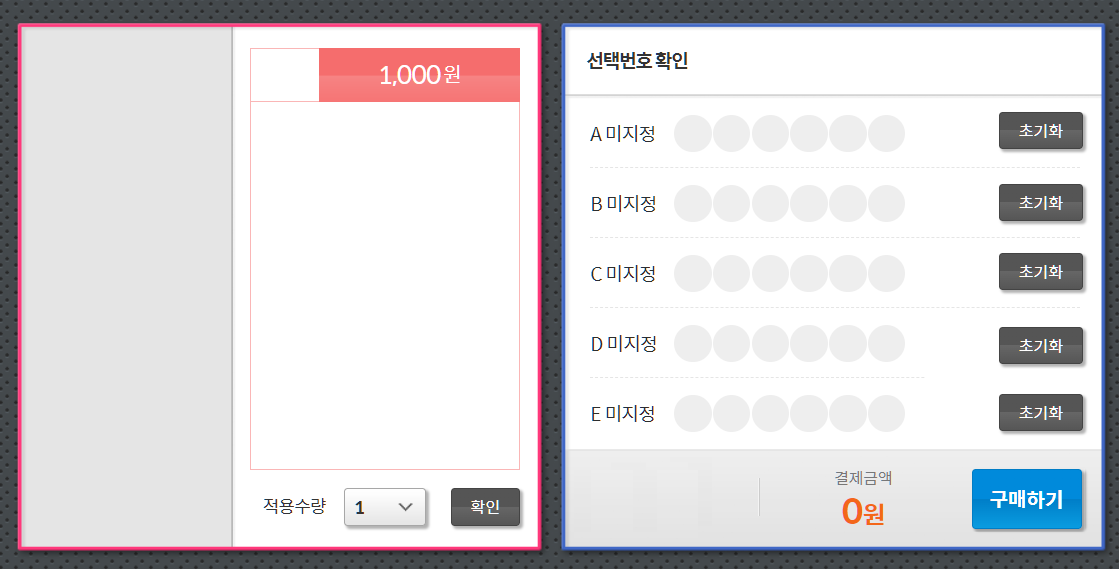 1,000원
적용수량 1 확인
선택번호 확인
A 미지정 초기화
B 미지정 초기화
C 미지정 초기화
D 미지정 초기화
E 미지정 초기화
결제금액
0원
구매하기